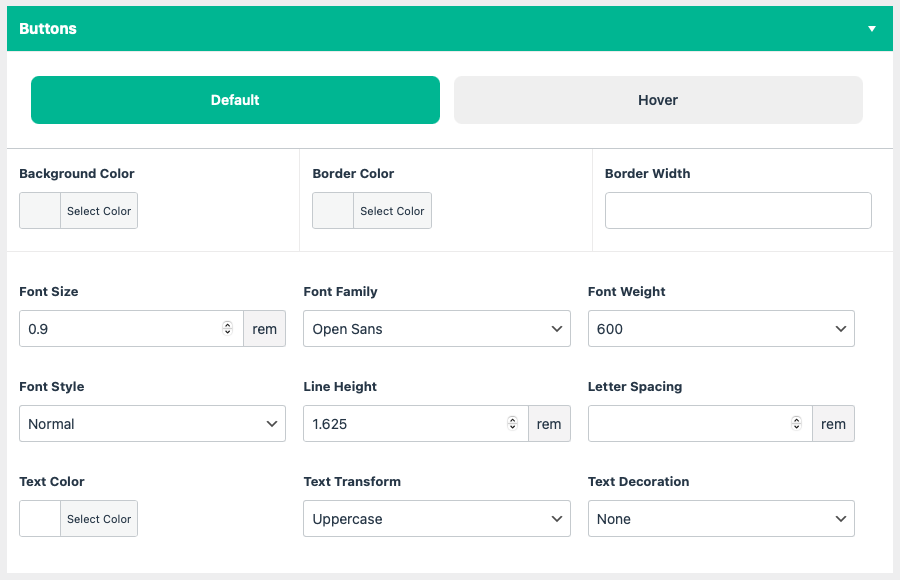 Buttons
Default Hover
Background Color Border Color Border Width
Select Color Select Color
Font Size Font Family Font Weight
0.9 rem Open Sans 600
Font Style Line Height Letter Spacing
Normal 1.625 rem rem
Text Color Text Transform Text Decoration
Select Color Uppercase None